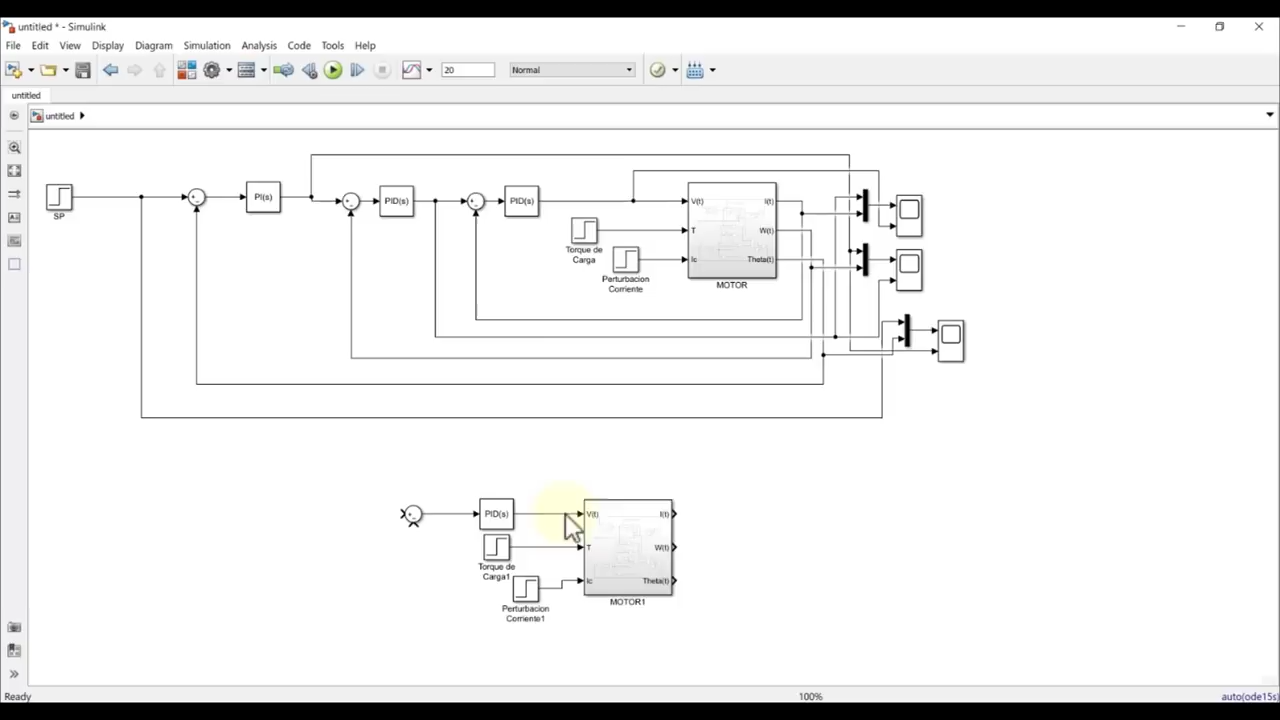 untitled * - Simulink
File Edit View Display Diagram Simulation Analysis Code Tools Help
20 Normal
untitled
untitled
SP
+
-
PI(s)
+
-
PID(s)
+
-
PID(s)
Torque de
Carga
Perturbacion
Corriente
V(t) I(t)
T W(t)
Ic Theta(t)
MOTOR
+
-
PID(s)
Torque de
Carga1
Perturbacion
Corriente1
V(t) I(t)
T W(t)
Ic Theta(t)
MOTOR1
Ready 100% auto(ode15s)